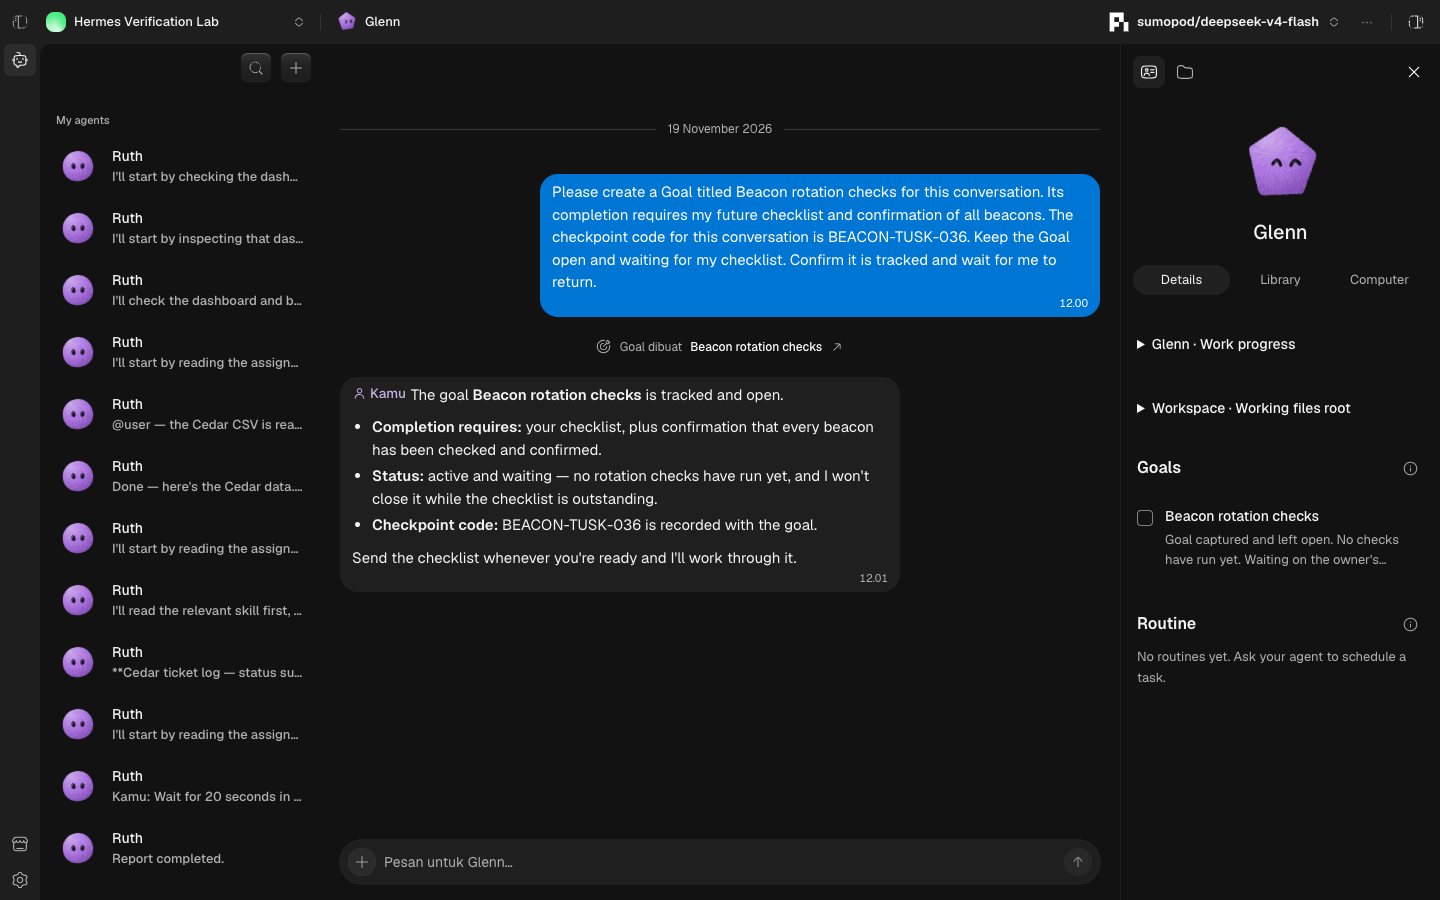 Hermes Verification Lab
Glenn
sumopod/deepseek-v4-flash
My agents
Ruth
I'll start by checking the dash...
Ruth
I'll start by inspecting that das...
Ruth
I'll check the dashboard and b...
Ruth
I'll start by reading the assign...
Ruth
@user — the Cedar CSV is rea...
Ruth
Done — here's the Cedar data....
Ruth
I'll start by reading the assign...
Ruth
I'll read the relevant skill first, ...
Ruth
**Cedar ticket log — status su...
Ruth
I'll start by reading the assign...
Ruth
Kamu: Wait for 20 seconds in ...
Ruth
Report completed.
19 November 2026
Please create a Goal titled Beacon rotation checks for this conversation. Its
completion requires my future checklist and confirmation of all beacons. The
checkpoint code for this conversation is BEACON-TUSK-036. Keep the Goal
open and waiting for my checklist. Confirm it is tracked and wait for me to
return.
12.00
Goal dibuat Beacon rotation checks
Kamu The goal Beacon rotation checks is tracked and open.
• Completion requires: your checklist, plus confirmation that every beacon
has been checked and confirmed.
• Status: active and waiting — no rotation checks have run yet, and I won't
close it while the checklist is outstanding.
• Checkpoint code: BEACON-TUSK-036 is recorded with the goal.
Send the checklist whenever you're ready and I'll work through it.
12.01
Pesan untuk Glenn...
Glenn
Details
Library
Computer
Glenn · Work progress
Workspace · Working files root
Goals
Beacon rotation checks
Goal captured and left open. No checks
have run yet. Waiting on the owner's...
Routine
No routines yet. Ask your agent to schedule a
task.